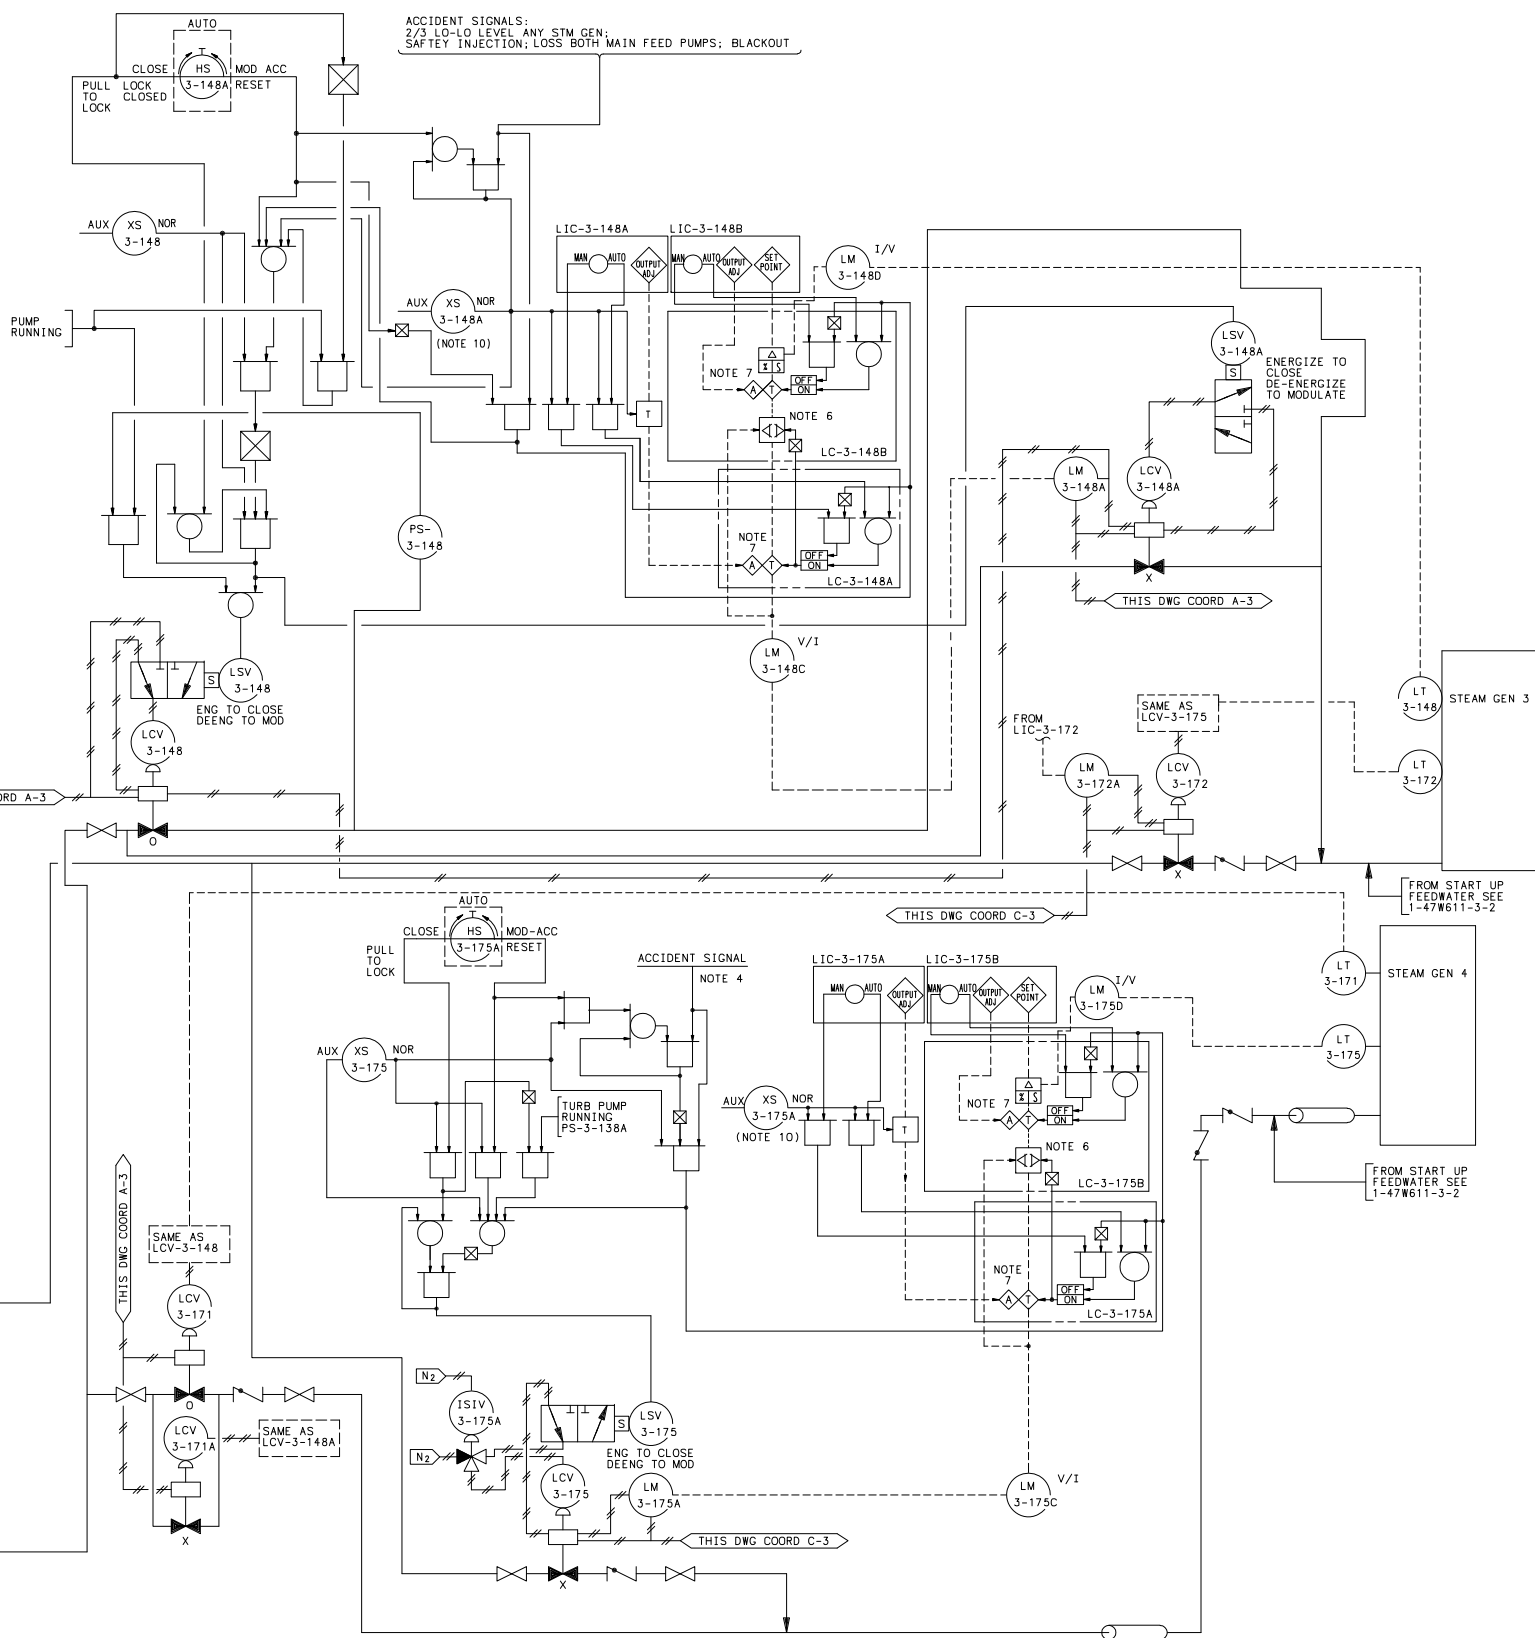 ACCIDENT SIGNALS:
2/3 LO-LO LEVEL ANY STM GEN;
SAFTEY INJECTION; LOSS BOTH MAIN FEED PUMPS; BLACKOUT
AUTO
CLOSE
HS
3-148A
MOD ACC
RESET
PULL
TO
LOCK
LOCK
CLOSED
AUX
XS
3-148
NOR
PUMP
RUNNING
AUX
XS
3-148A
NOR
(NOTE 10)
LIC-3-148A
MAN
AUTO
OUTPUT
ADJ
LIC-3-148B
MAN
AUTO
OUTPUT
ADJ
SET
POINT
LM
3-148D
I/V
NOTE 7
Δ
% S
OFF
ON
A
T
T
NOTE 6
LC-3-148B
NOTE
7
A
T
OFF
ON
LC-3-148A
LM
3-148C
V/I
PS-
3-148
LSV
3-148A
S
ENERGIZE TO
CLOSE
DE-ENERGIZE
TO MODULATE
LM
3-148A
LCV
3-148A
X
THIS DWG COORD A-3
LSV
3-148
S
ENG TO CLOSE
DEENG TO MOD
LCV
3-148
ORD A-3
O
LT
3-148
STEAM GEN 3
LT
3-172
FROM
LIC-3-172
SAME AS
LCV-3-175
LM
3-172A
LCV
3-172
X
THIS DWG COORD C-3
FROM START UP
FEEDWATER SEE
1-47W611-3-2
AUTO
CLOSE
HS
3-175A
MOD-ACC
RESET
PULL
TO
LOCK
ACCIDENT SIGNAL
NOTE 4
AUX
XS
3-175
NOR
TURB PUMP
RUNNING
PS-3-138A
AUX
XS
3-175A
NOR
(NOTE 10)
LIC-3-175A
MAN
AUTO
OUTPUT
ADJ
LIC-3-175B
MAN
AUTO
OUTPUT
ADJ
SET
POINT
LM
3-175D
I/V
NOTE 7
Δ
% S
OFF
ON
A
T
T
NOTE 6
LC-3-175B
NOTE
7
A
T
OFF
ON
LC-3-175A
LM
3-175C
V/I
LT
3-171
STEAM GEN 4
LT
3-175
FROM START UP
FEEDWATER SEE
1-47W611-3-2
THIS DWG COORD A-3
SAME AS
LCV-3-148
LCV
3-171
O
LCV
3-171A
SAME AS
LCV-3-148A
X
N2
ISIV
3-175A
N2
S
LSV
3-175
ENG TO CLOSE
DEENG TO MOD
LCV
3-175
LM
3-175A
THIS DWG COORD C-3
X